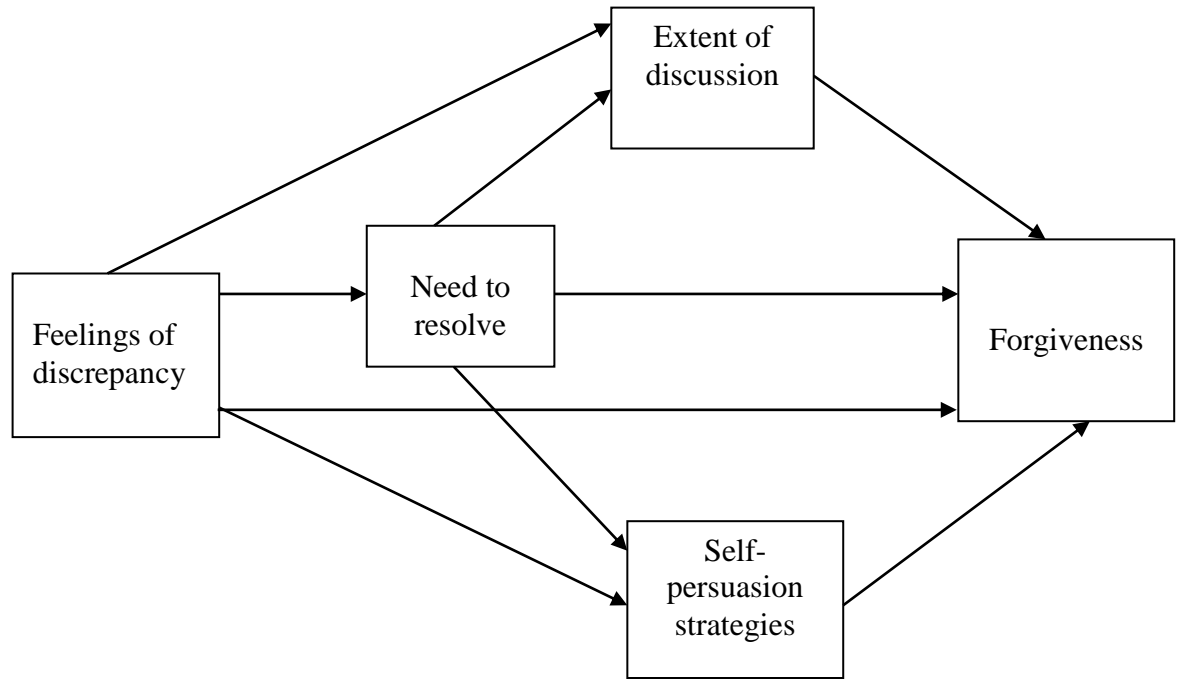 Extent of
discussion
Need to
resolve
Feelings of
discrepancy
Forgiveness
Self-
persuasion
strategies